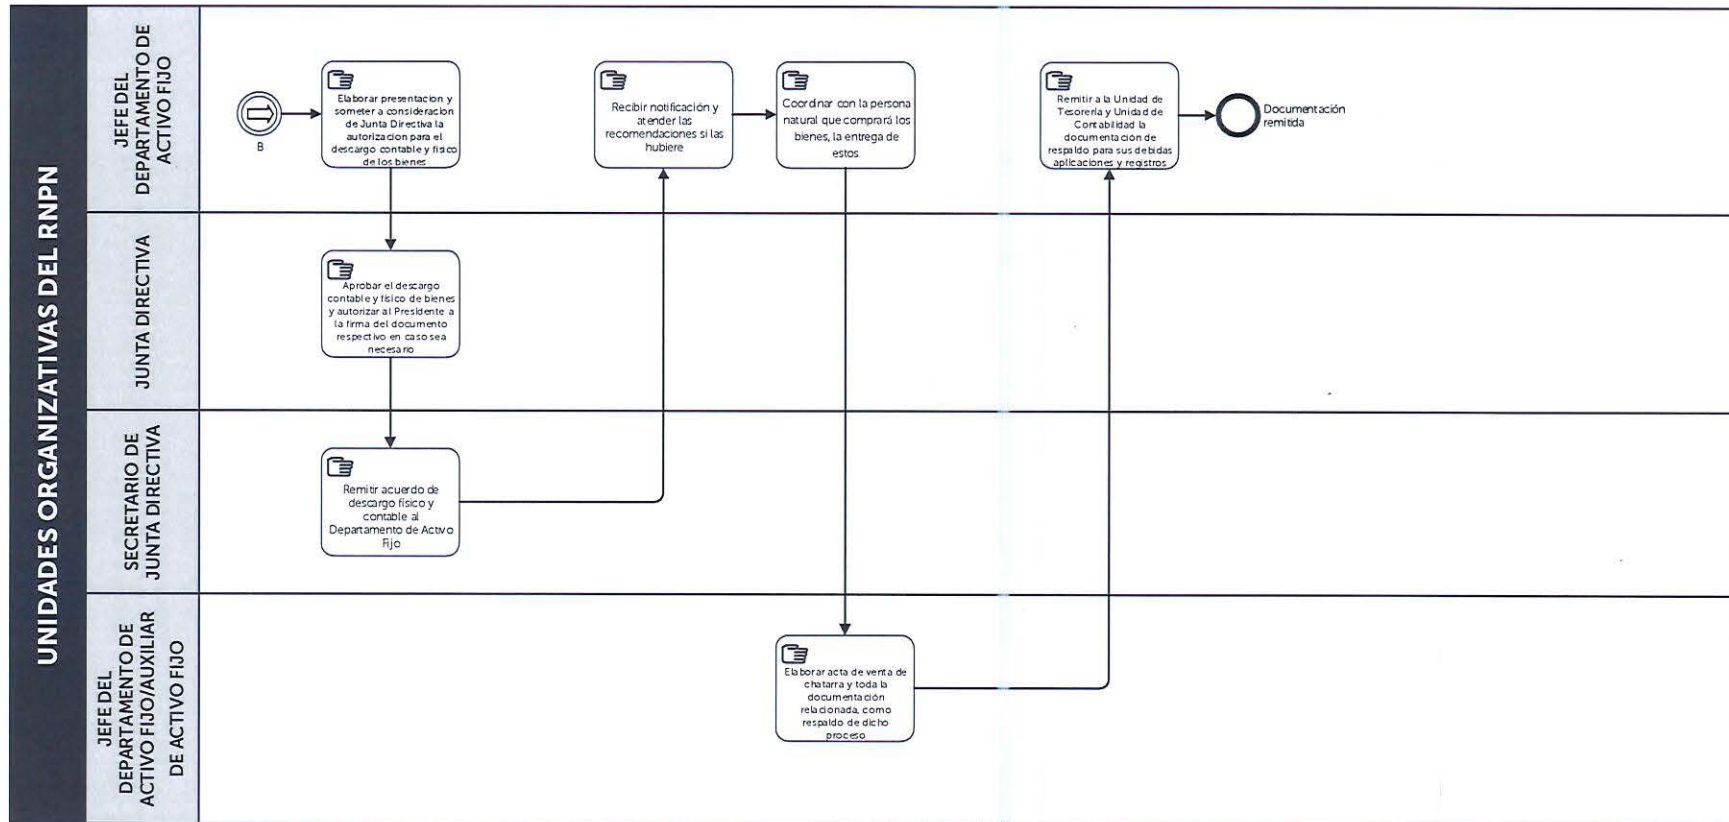 UNIDADES ORGANIZATIVAS DEL RNPN
JEFE DEL
DEPARTAMENTO DE
ACTIVO FIJO
B
Elaborar presentacion y
someter a consideracion
de Junta Directiva la
autorizacion para el
descargo contable y fisico
de los bienes
Recibir notificación y
atender las
recomendaciones si las
hubiere
Coordinar con la persona
natural que comprará los
bienes, la entrega de
estos
Remitir a la Unidad de
Tesorería y Unidad de
Contabilidad la
documentación de
respaldo para sus debidas
aplicaciones y registros
Documentación
remitida
JUNTA DIRECTIVA
Aprobar el descargo
contable y físico de bienes
y autorizar al Presidente a
la firma del documento
respectivo en caso sea
necesario
SECRETARIO DE
JUNTA DIRECTIVA
Remitir acuerdo de
descargo físico y
contable al
Departamento de Activo
Fijo
JEFE DEL
DEPARTAMENTO DE
ACTIVO FIJO/AUXILIAR
DE ACTIVO FIJO
Elaborar acta de venta de
chatarra y toda la
documentación
relacionada, como
respaldo de dicho
proceso